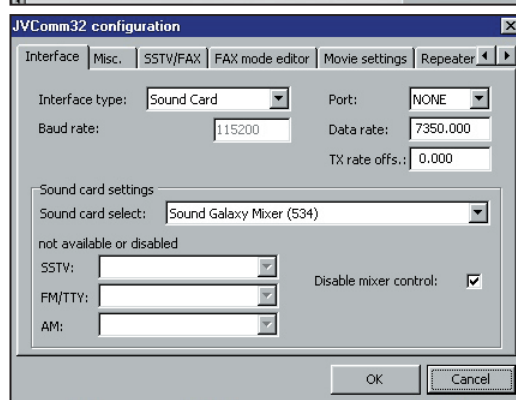 JVComm32 configuration
Interface Misc. SSTV/FAX FAX mode editor Movie settings Repeater
Interface type: Sound Card Port: NONE
Baud rate: 115200 Data rate: 7350.000
TX rate offs.: 0.000
Sound card settings
Sound card select: Sound Galaxy Mixer (534)
not available or disabled
SSTV:
Disable mixer control:
FM/TTY:
AM:
OK Cancel